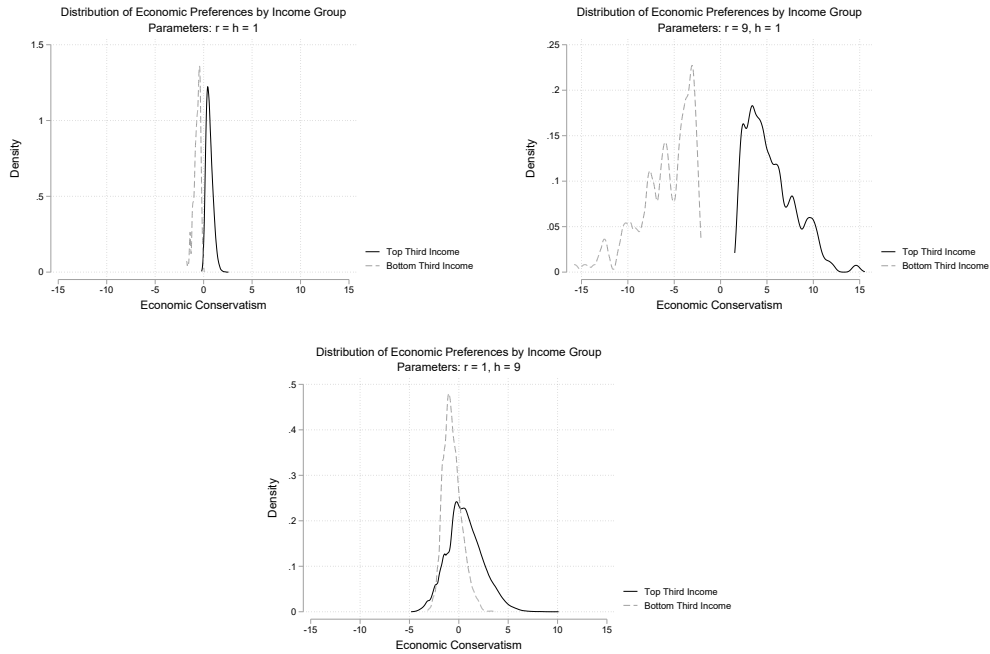 Distribution of Economic Preferences by Income Group
Parameters: r = h = 1
1.5
1
.5
0
Density
-15 -10 -5 0 5 10 15
Economic Conservatism
Top Third Income
Bottom Third Income
Distribution of Economic Preferences by Income Group
Parameters: r = 9, h = 1
.25
.2
.15
.1
.05
0
Density
-15 -10 -5 0 5 10 15
Economic Conservatism
Top Third Income
Bottom Third Income
Distribution of Economic Preferences by Income Group
Parameters: r = 1, h = 9
.5
.4
.3
.2
.1
0
Density
-15 -10 -5 0 5 10 15
Economic Conservatism
Top Third Income
Bottom Third Income